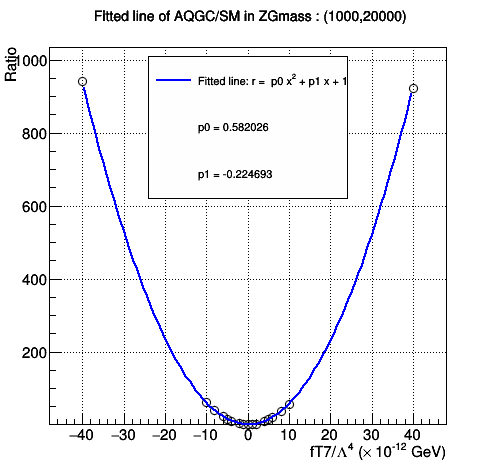 FItted line of AQGC/SM in ZGmass : (1000,20000)
Ratio
Fitted line: r = p0 x² + p1 x + 1
p0 = 0.582026
p1 = -0.224693
1000
800
600
400
200
−40 −30 −20 −10 0 10 20 30 40
fT7/Λ⁴ (× 10⁻¹² GeV)